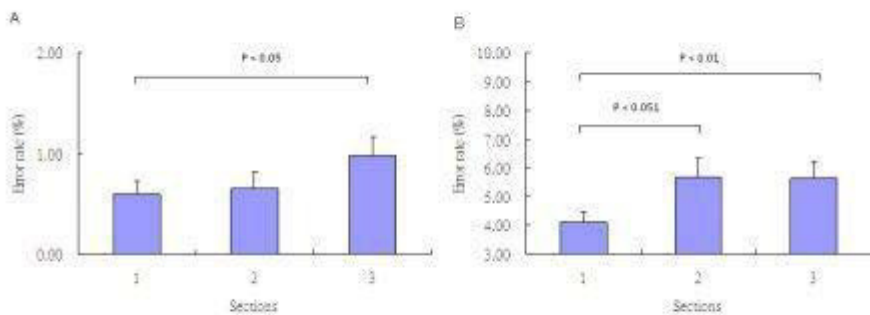 A
2.00
1.00
0.00
Error rate (%)
P < 0.05
1
2
3
Sections
B
10.00
9.00
8.00
7.00
6.00
5.00
4.00
3.00
Error rate (%)
P < 0.01
P < 0.051
1
2
3
Sections